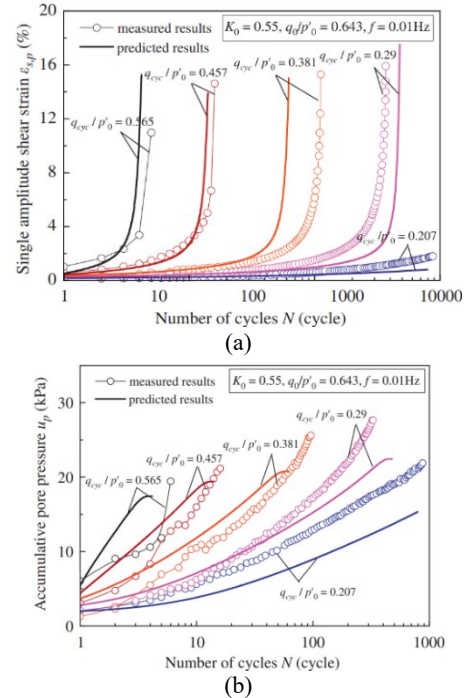 Single amplitude shear strain εs,p (%)
16
12
8
4
0
measured results
predicted results
K0 = 0.55, q0/p'0 = 0.643, f = 0.01Hz
qcyc / p'0 = 0.565
qcyc / p'0 = 0.457
qcyc / p'0 = 0.381
qcyc / p'0 = 0.29
qcyc / p'0 = 0.207
1
10
100
1000
10000
Number of cycles N (cycle)
(a)
Accumulative pore pressure up (kPa)
30
20
10
0
measured results
predicted results
K0 = 0.55, q0/p'0 = 0.643, f = 0.01Hz
qcyc / p'0 = 0.565
qcyc / p'0 = 0.457
qcyc / p'0 = 0.381
qcyc / p'0 = 0.29
qcyc / p'0 = 0.207
1
10
100
1000
Number of cycles N (cycle)
(b)